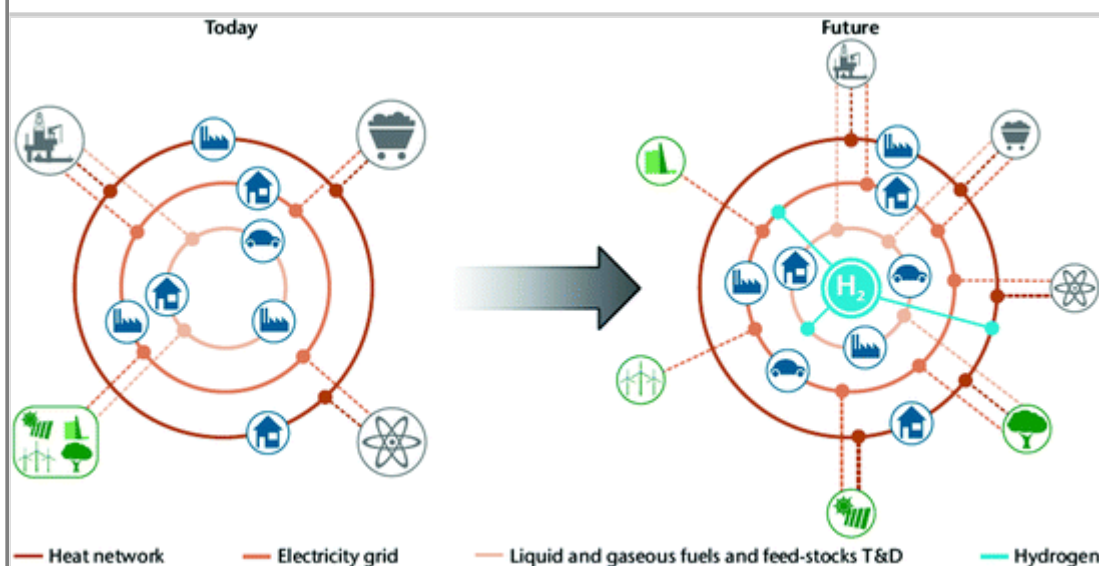 Today
Future
H₂
Heat network
Electricity grid
Liquid and gaseous fuels and feed-stocks T&D
Hydrogen